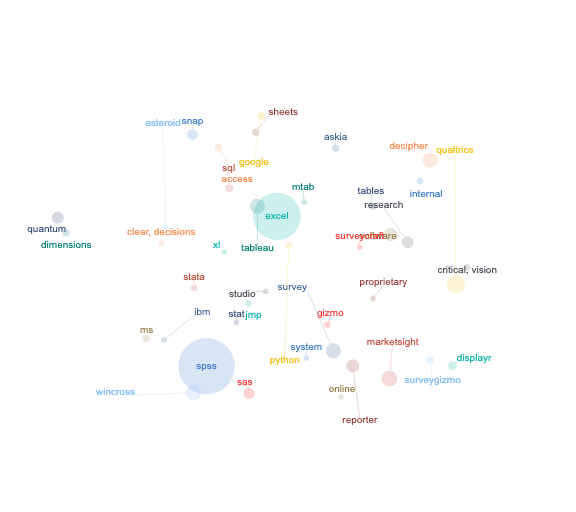 sheets
asteroid
snap
askia
decipher
qualtrics
google
sql
access
mtab
tables
internal
research
excel
quantum
clear, decisions
dimensions
xl
tableau
software
critical, vision
stata
proprietary
studio
survey
ibm
stat
jmp
gizmo
ms
marketsight
system
python
displayr
spss
sas
surveygizmo
wincross
online
reporter